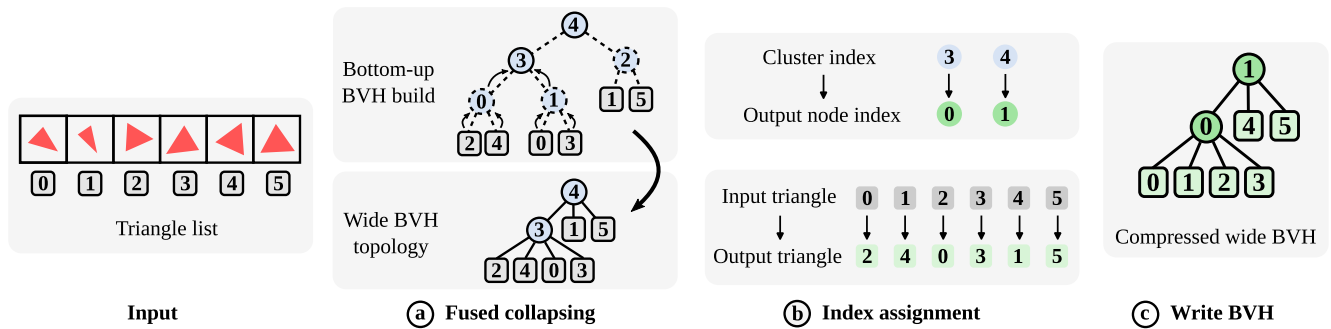 0 1 2 3 4 5
Triangle list
Input
4
3 2
Bottom-up
BVH build
0 1 1 5
2 4 0 3
4
Wide BVH
topology
3 1 5
2 4 0 3
a Fused collapsing
Cluster index 3 4
Output node index 0 1
Input triangle 0 1 2 3 4 5
Output triangle 2 4 0 3 1 5
b Index assignment
1
0 4 5
0 1 2 3
Compressed wide BVH
c Write BVH